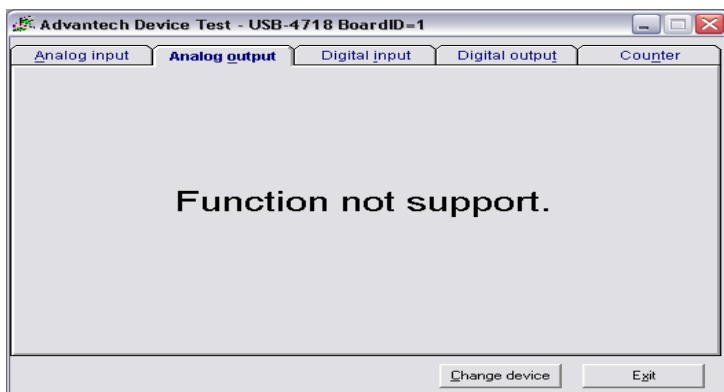 Advantech Device Test - USB-4718 BoardID=1
Analog input Analog output Digital input Digital output Counter
Function not support.
Change device Exit